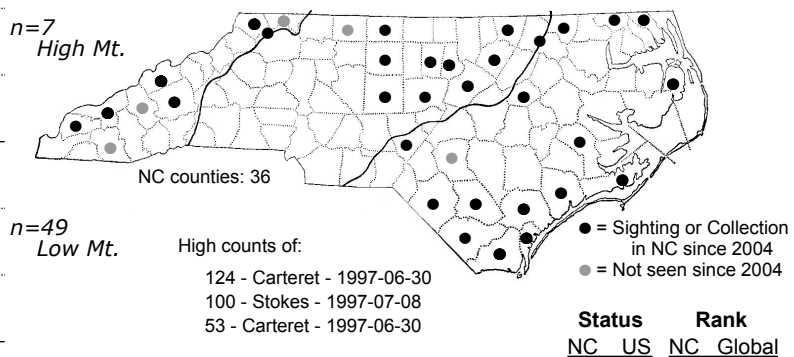 n=7
High Mt.
NC counties: 36
n=49
Low Mt.
High counts of:
124 - Carteret - 1997-06-30
100 - Stokes - 1997-07-08
53 - Carteret - 1997-06-30
● = Sighting or Collection
in NC since 2004
● = Not seen since 2004
Status Rank
NC US NC Global